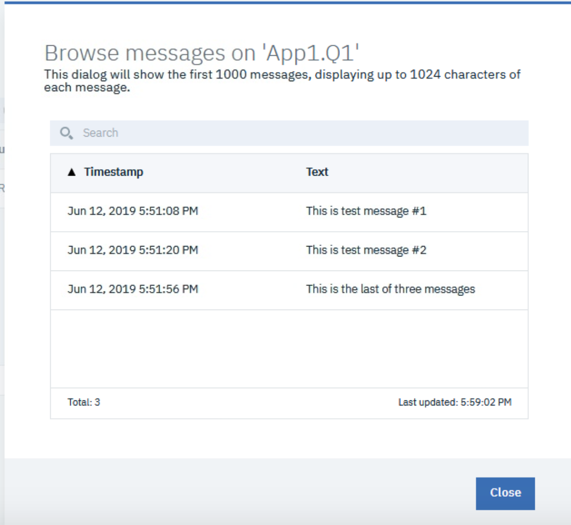 Browse messages on 'App1.Q1'
This dialog will show the first 1000 messages, displaying up to 1024 characters of
each message.
Search
▲ Timestamp Text
Jun 12, 2019 5:51:08 PM This is test message #1
Jun 12, 2019 5:51:20 PM This is test message #2
Jun 12, 2019 5:51:56 PM This is the last of three messages
Total: 3 Last updated: 5:59:02 PM
Close